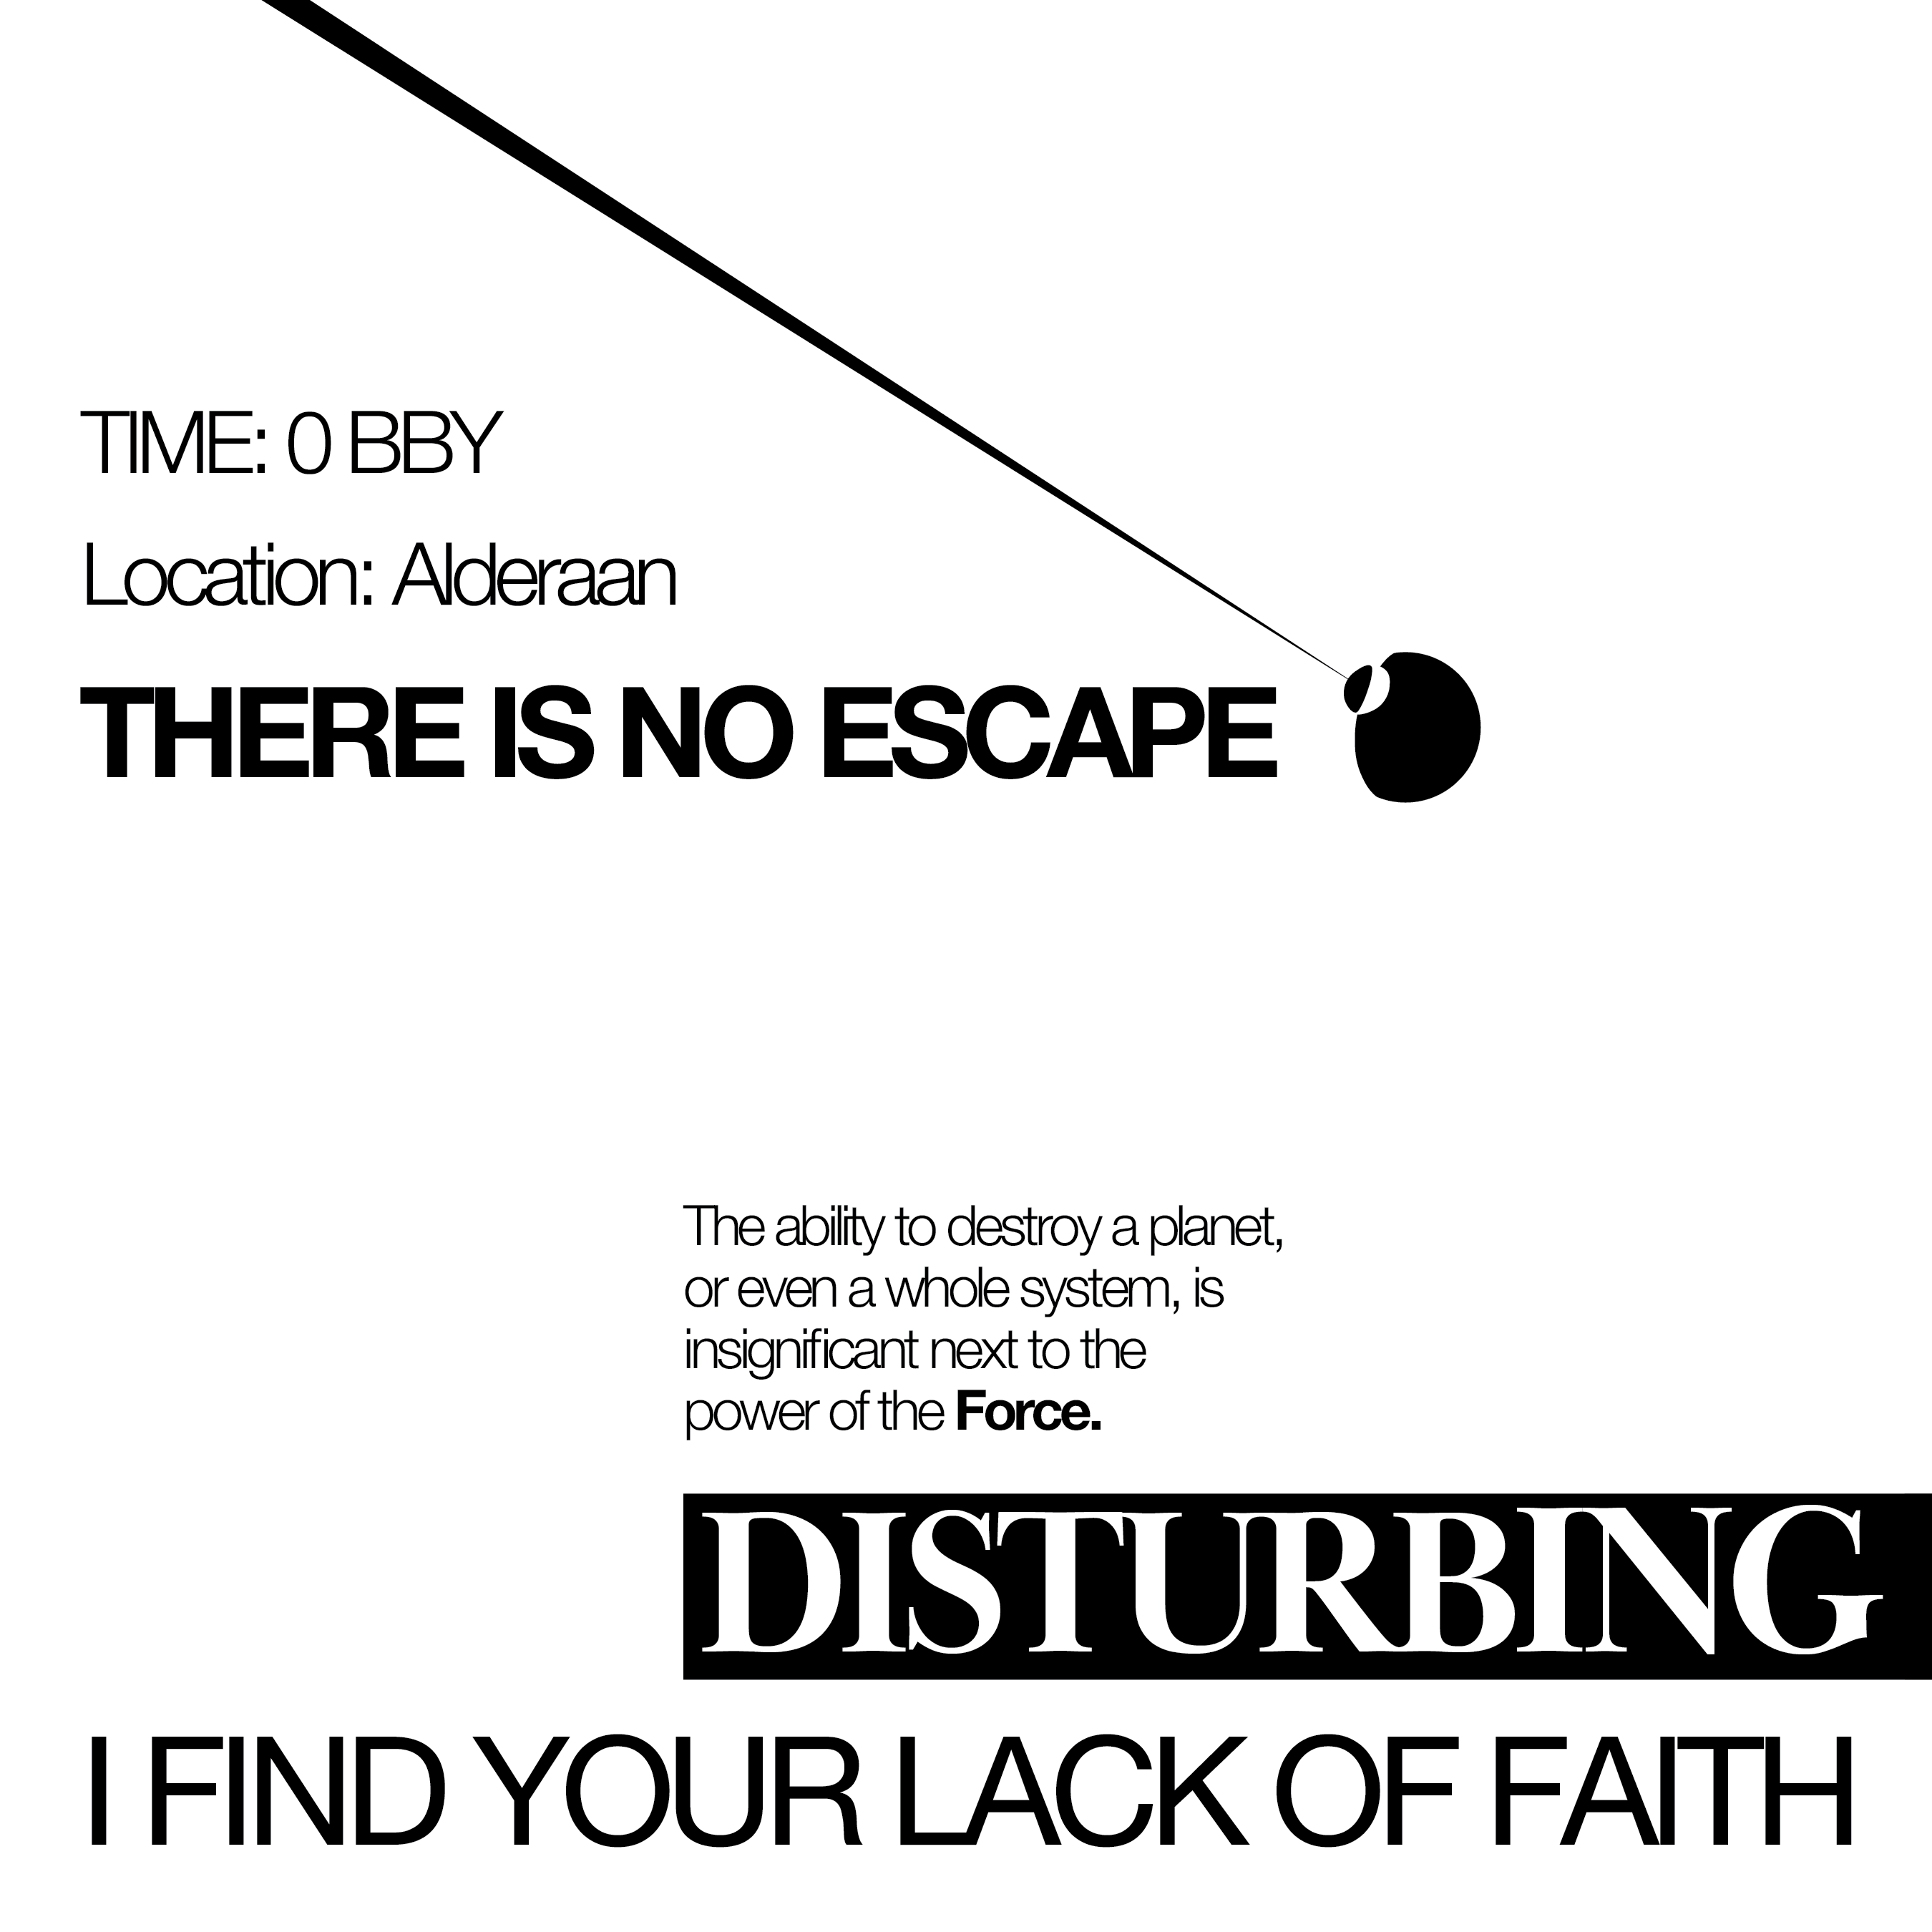 TIME: 0 BBY
Location: Alderaan
THERE IS NO ESCAPE
The ability to destroy a planet,
or even a whole system, is
insignificant next to the
power of the Force.
DISTURBING
I FIND YOUR LACK OF FAITH